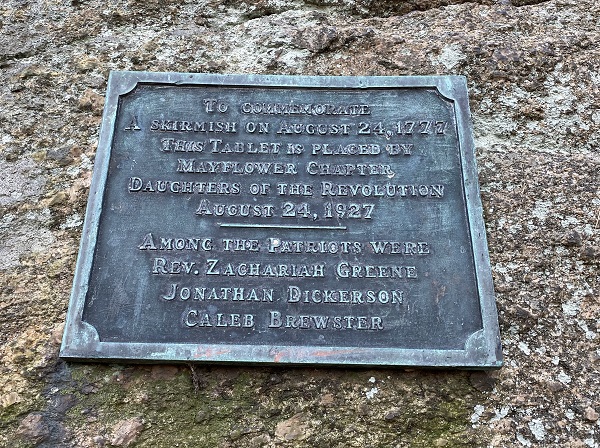 To commemorate
A skirmish on August 24, 1777
This Tablet is placed by
Mayflower Chapter
Daughters of the Revolution
August 24, 1927
Among the Patriots were
Rev. Zachariah Greene
Jonathan Dickerson
Caleb Brewster